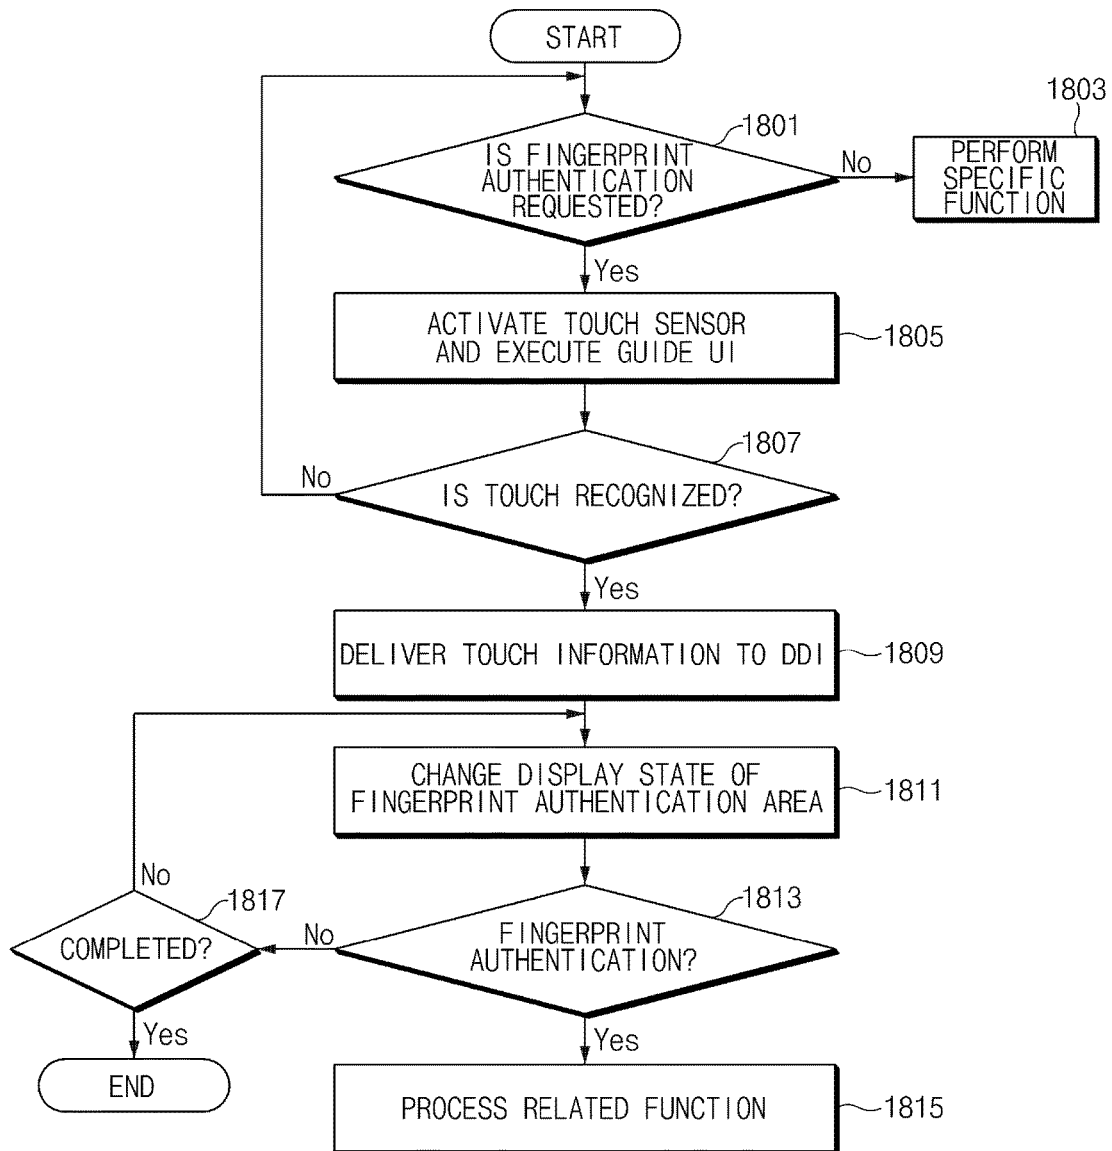 START
1803
1801
IS FINGERPRINT
AUTHENTICATION
REQUESTED?
No
PERFORM
SPECIFIC
FUNCTION
Yes
ACTIVATE TOUCH SENSOR
AND EXECUTE GUIDE UI
1805
1807
No
IS TOUCH RECOGNIZED?
Yes
DELIVER TOUCH INFORMATION TO DDI
1809
CHANGE DISPLAY STATE OF
FINGERPRINT AUTHENTICATION AREA
1811
No
1817
1813
COMPLETED?
No
FINGERPRINT
AUTHENTICATION?
Yes
Yes
END
PROCESS RELATED FUNCTION
1815